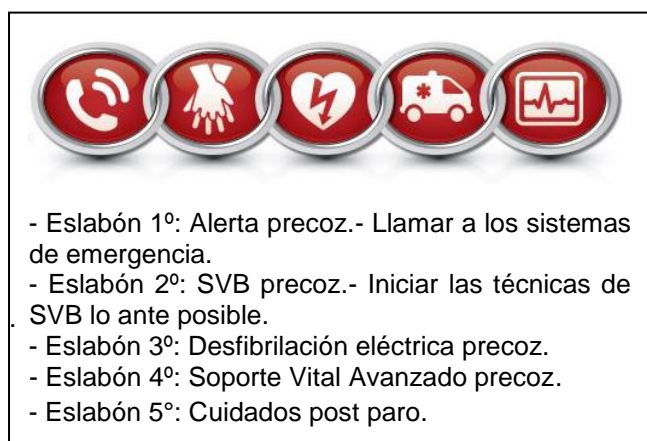 - Eslabón 1º: Alerta precoz.- Llamar a los sistemas
de emergencia.
- Eslabón 2º: SVB precoz.- Iniciar las técnicas de
. SVB lo ante posible.
- Eslabón 3º: Desfibrilación eléctrica precoz.
- Eslabón 4º: Soporte Vital Avanzado precoz.
- Eslabón 5°: Cuidados post paro.